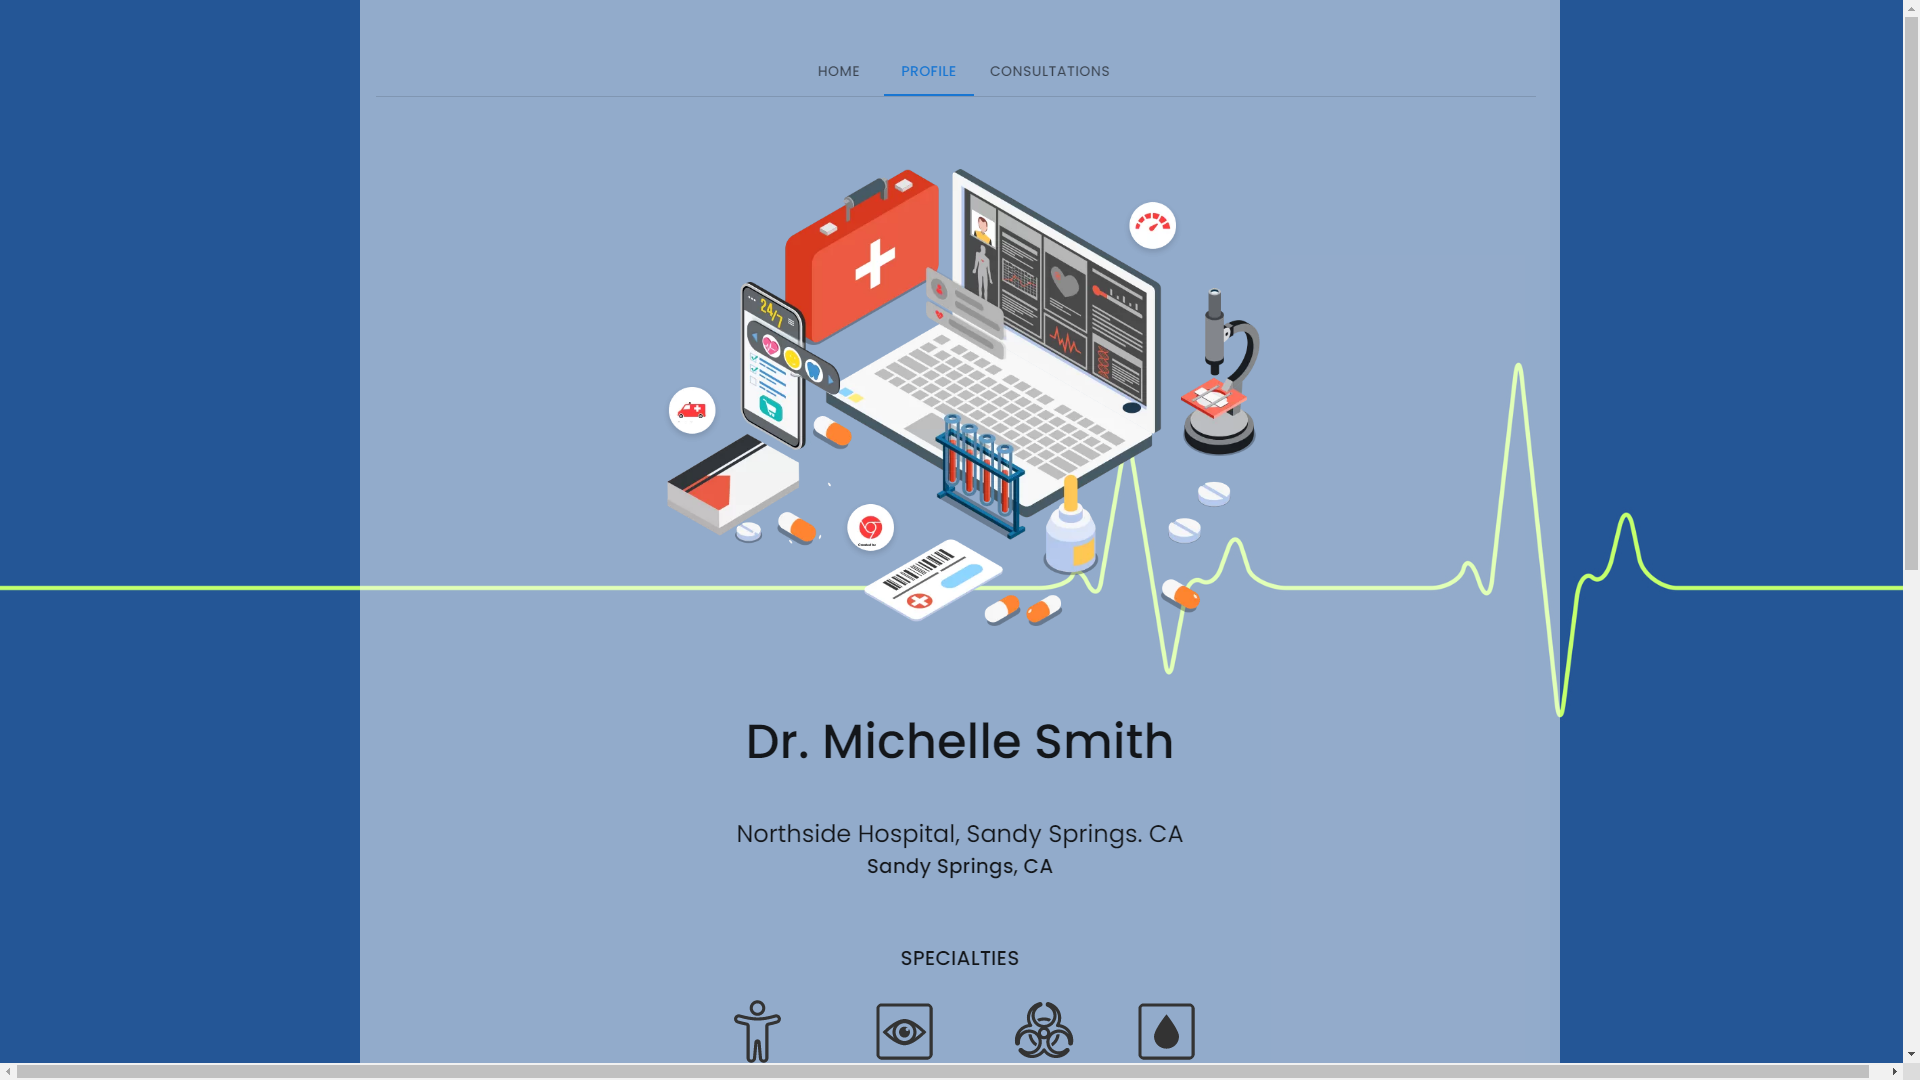 HOME PROFILE CONSULTATIONS
24/7
Dr. Michelle Smith
Northside Hospital, Sandy Springs. CA
Sandy Springs, CA
SPECIALTIES